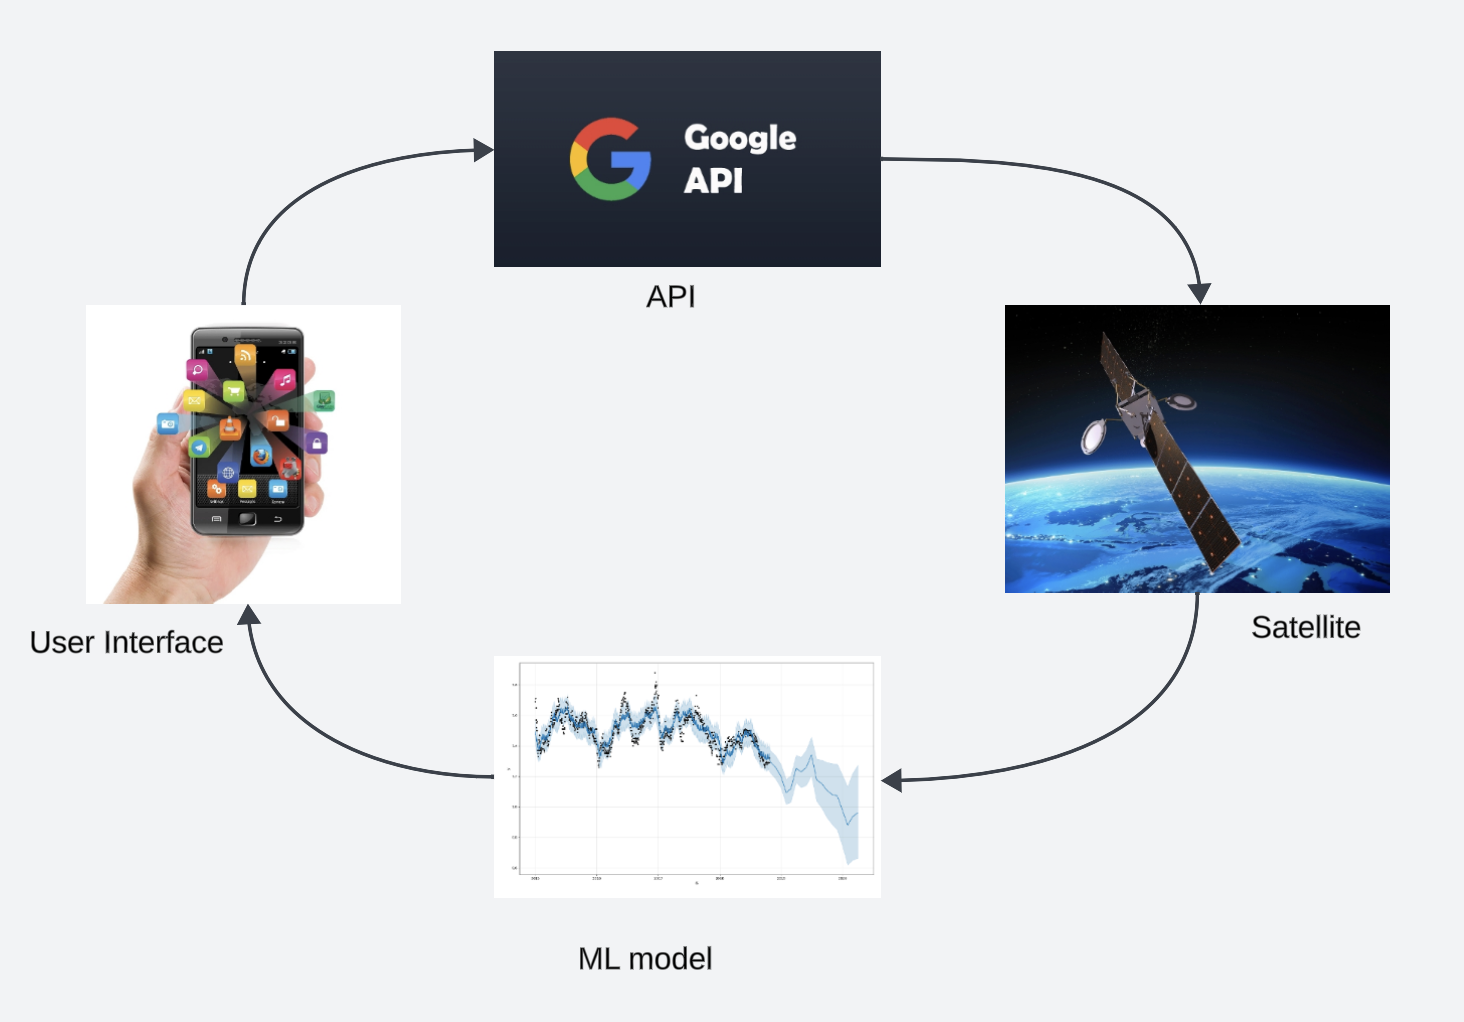 Google
API
API
User Interface
Satellite
ML model